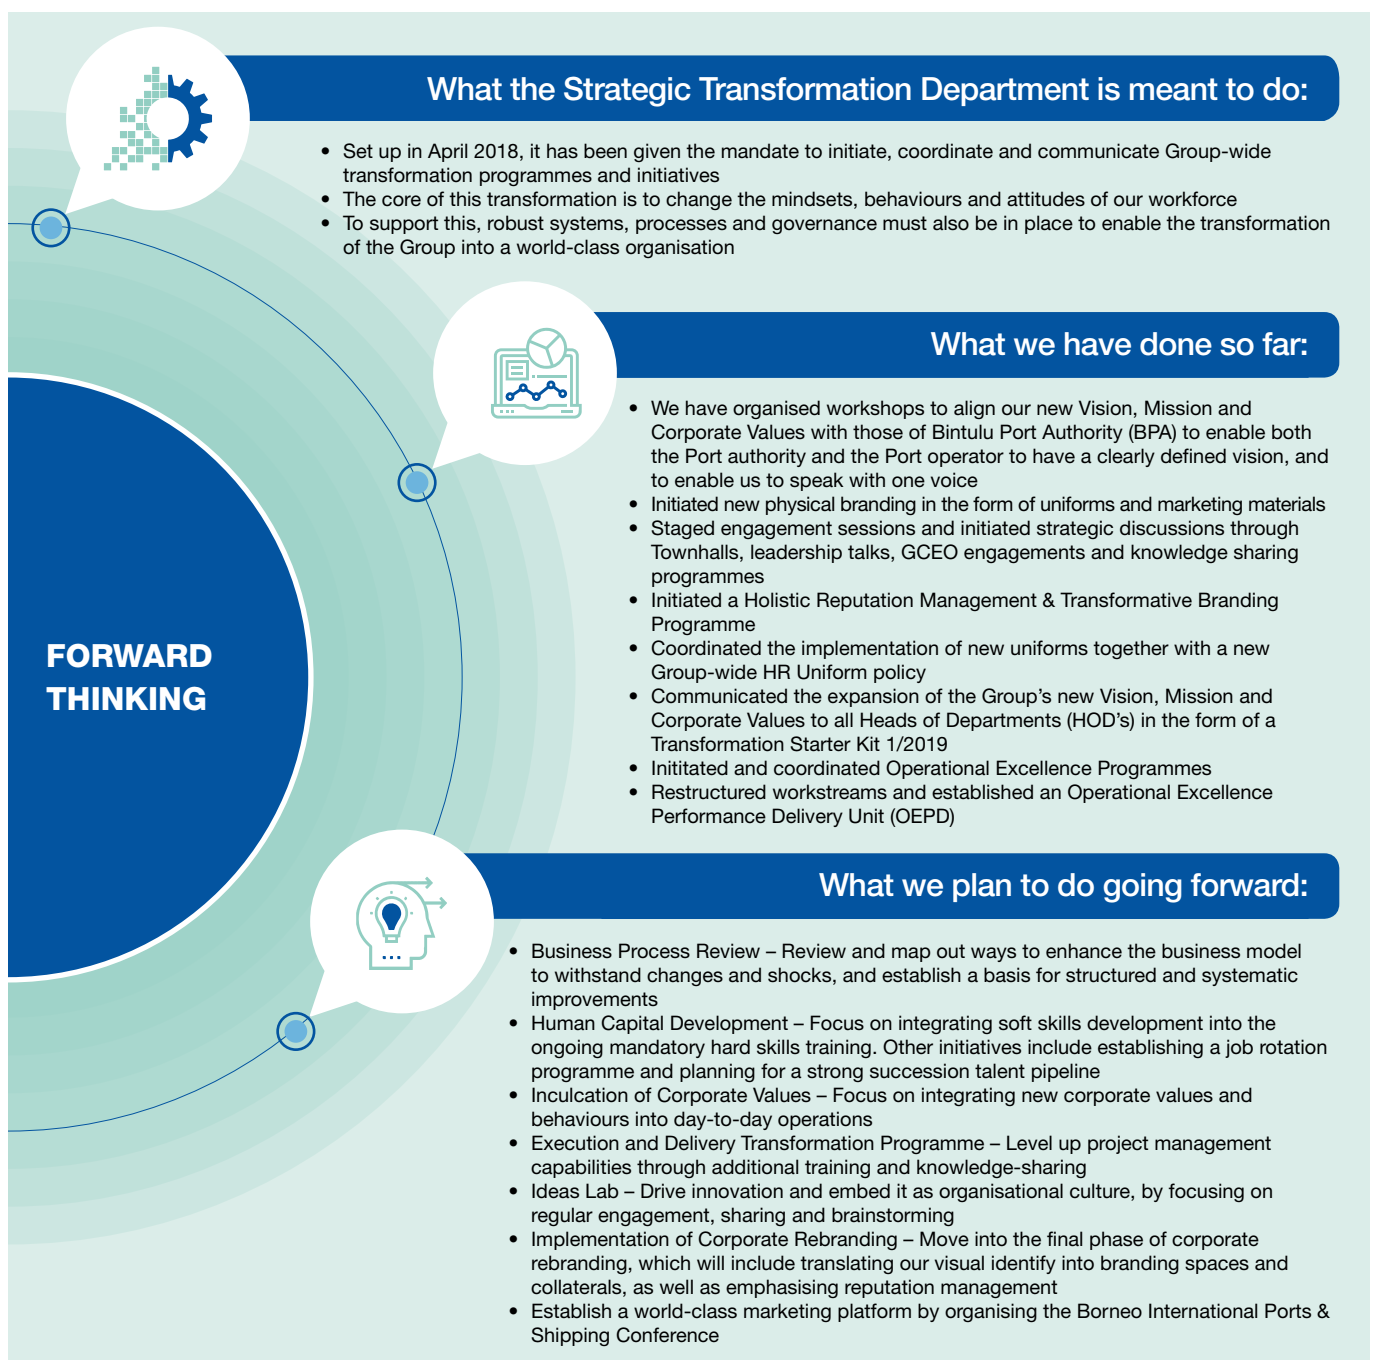 What the Strategic Transformation Department is meant to do:
• Set up in April 2018, it has been given the mandate to initiate, coordinate and communicate Group-wide
transformation programmes and initiatives
• The core of this transformation is to change the mindsets, behaviours and attitudes of our workforce
• To support this, robust systems, processes and governance must also be in place to enable the transformation
of the Group into a world-class organisation
What we have done so far:
• We have organised workshops to align our new Vision, Mission and
Corporate Values with those of Bintulu Port Authority (BPA) to enable both
the Port authority and the Port operator to have a clearly defined vision, and
to enable us to speak with one voice
• Initiated new physical branding in the form of uniforms and marketing materials
• Staged engagement sessions and initiated strategic discussions through
Townhalls, leadership talks, GCEO engagements and knowledge sharing
programmes
• Initiated a Holistic Reputation Management & Transformative Branding
Programme
• Coordinated the implementation of new uniforms together with a new
Group-wide HR Uniform policy
• Communicated the expansion of the Group's new Vision, Mission and
Corporate Values to all Heads of Departments (HOD's) in the form of a
Transformation Starter Kit 1/2019
• Inititated and coordinated Operational Excellence Programmes
• Restructured workstreams and established an Operational Excellence
Performance Delivery Unit (OEPD)
FORWARD
THINKING
What we plan to do going forward:
• Business Process Review – Review and map out ways to enhance the business model
to withstand changes and shocks, and establish a basis for structured and systematic
improvements
• Human Capital Development – Focus on integrating soft skills development into the
ongoing mandatory hard skills training. Other initiatives include establishing a job rotation
programme and planning for a strong succession talent pipeline
• Inculcation of Corporate Values – Focus on integrating new corporate values and
behaviours into day-to-day operations
• Execution and Delivery Transformation Programme – Level up project management
capabilities through additional training and knowledge-sharing
• Ideas Lab – Drive innovation and embed it as organisational culture, by focusing on
regular engagement, sharing and brainstorming
• Implementation of Corporate Rebranding – Move into the final phase of corporate
rebranding, which will include translating our visual identify into branding spaces and
collaterals, as well as emphasising reputation management
• Establish a world-class marketing platform by organising the Borneo International Ports &
Shipping Conference